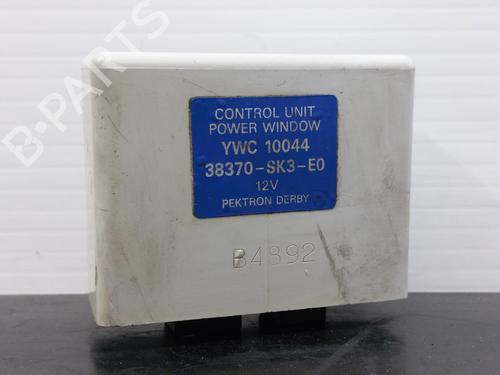 CONTROL UNIT
POWER WINDOW
YWC 10044
38370-SK3-E0
12V
PEKTRON DERBY
B4892
B-PARTS